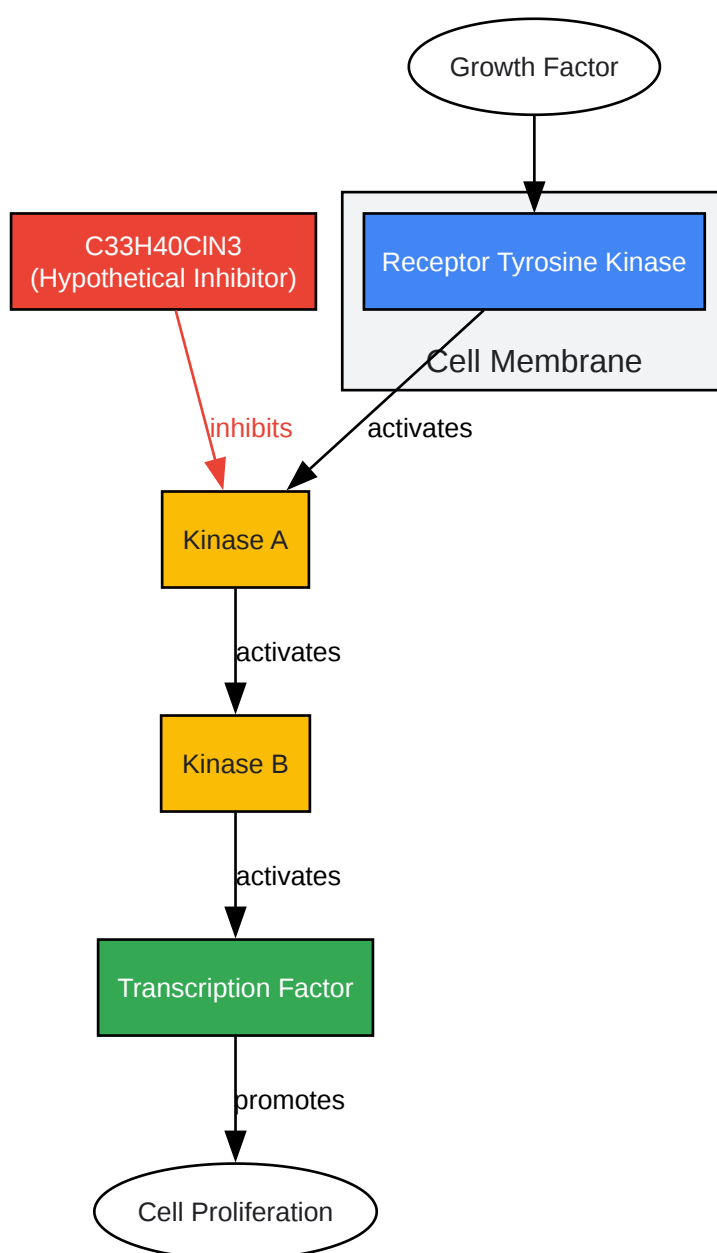 Growth Factor
C33H40ClN3
(Hypothetical Inhibitor)
Receptor Tyrosine Kinase
Cell Membrane
inhibits
activates
Kinase A
activates
Kinase B
activates
Transcription Factor
promotes
Cell Proliferation